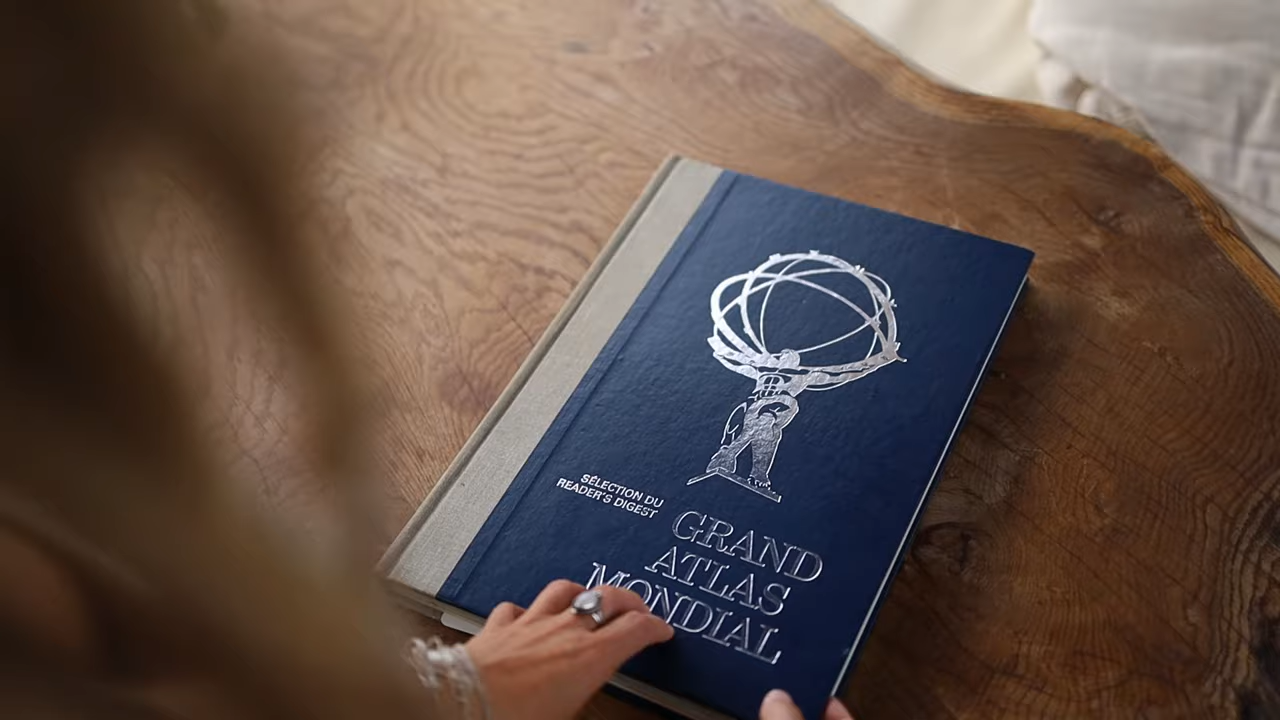 SÉLECTION DU
READER'S DIGEST
GRAND
ATLAS
MONDIAL